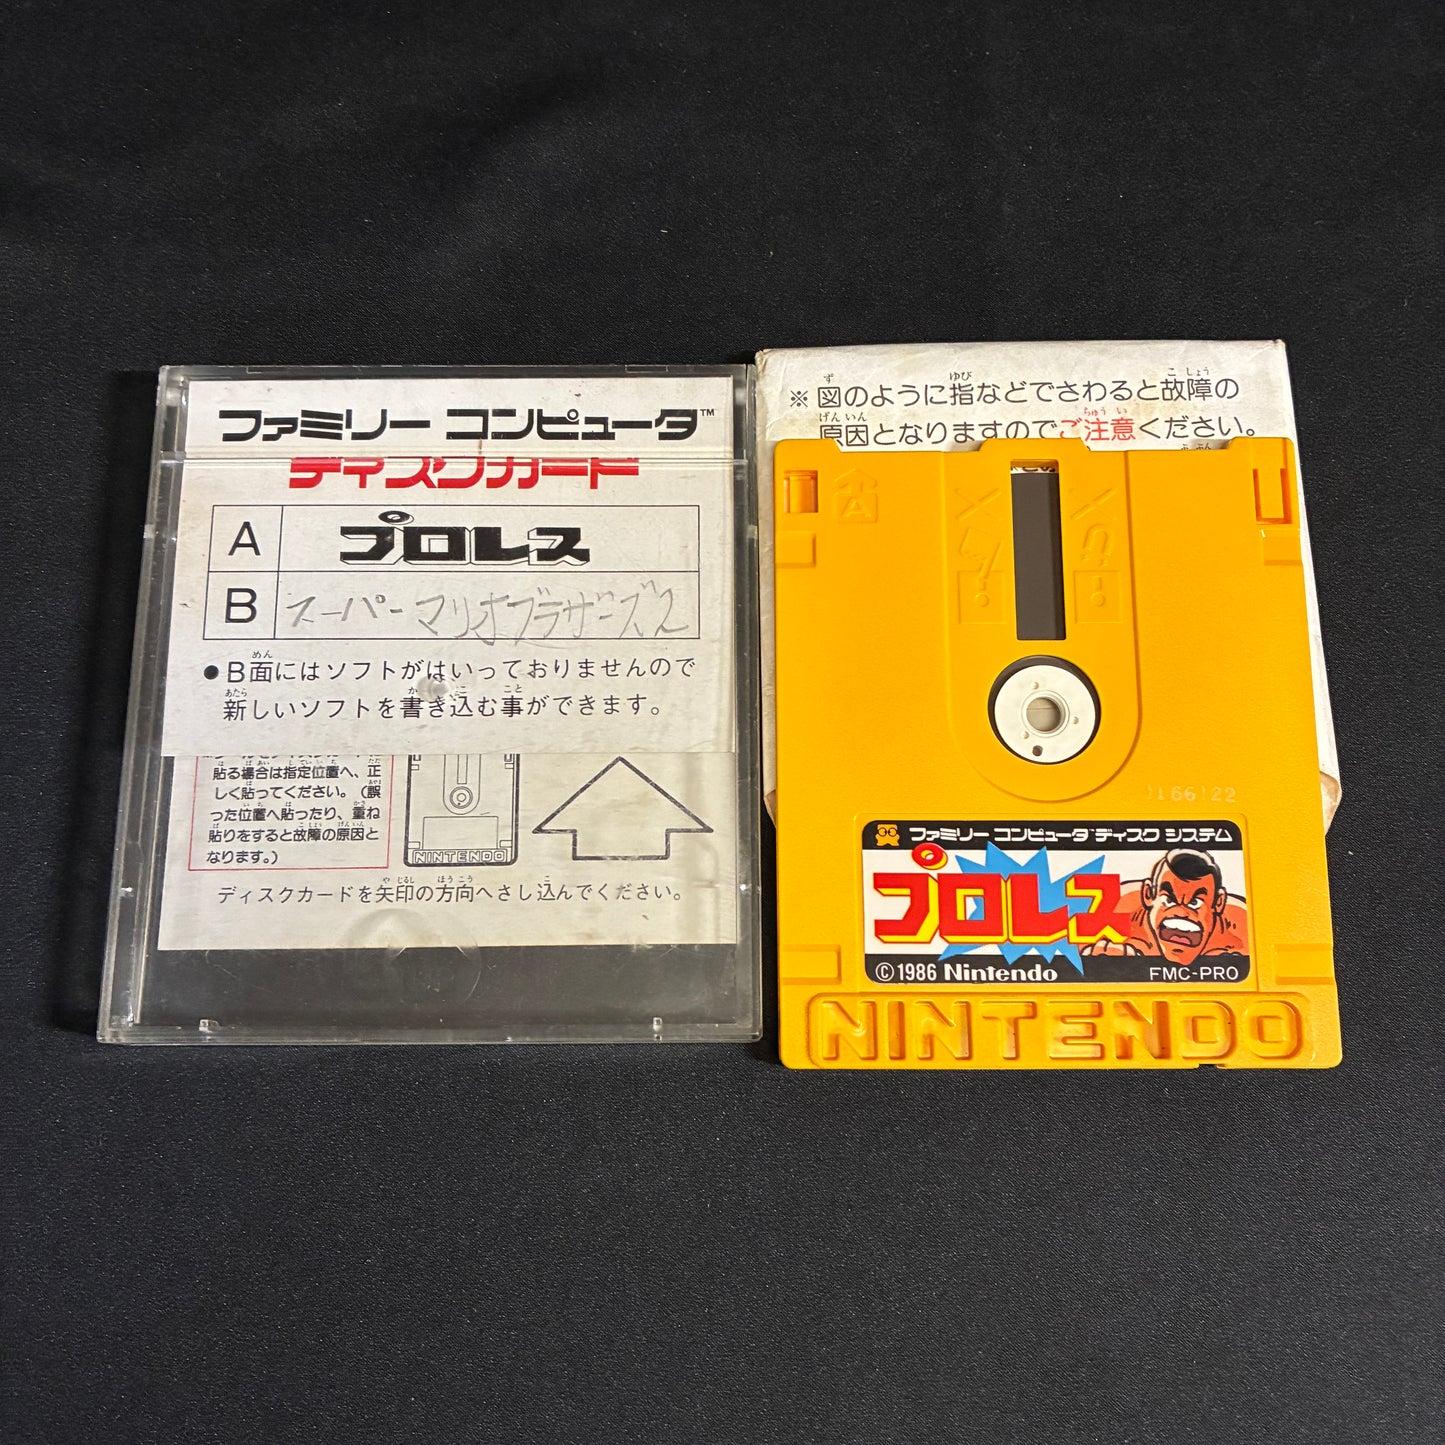 ファミリー コンピュータ™
ディスクカード
A プロレス
B スーパーマリオブラザーズ2
●B面にはソフトがはいっておりませんので
新しいソフトを書き込む事ができます。
貼る場合は指定位置へ、正
しく貼ってください。(誤
った位置へ貼ったり、重ね
貼りをすると故障の原因と
なります。)
NINTENDO
ディスクカードを矢印の方向へさし込んでください。
※図のように指などでさわると故障の
原因となりますのでご注意ください。
A
166122
ファミリー コンピュータ ディスク システム
プロレス
©1986 Nintendo FMC-PRO
NINTENDO